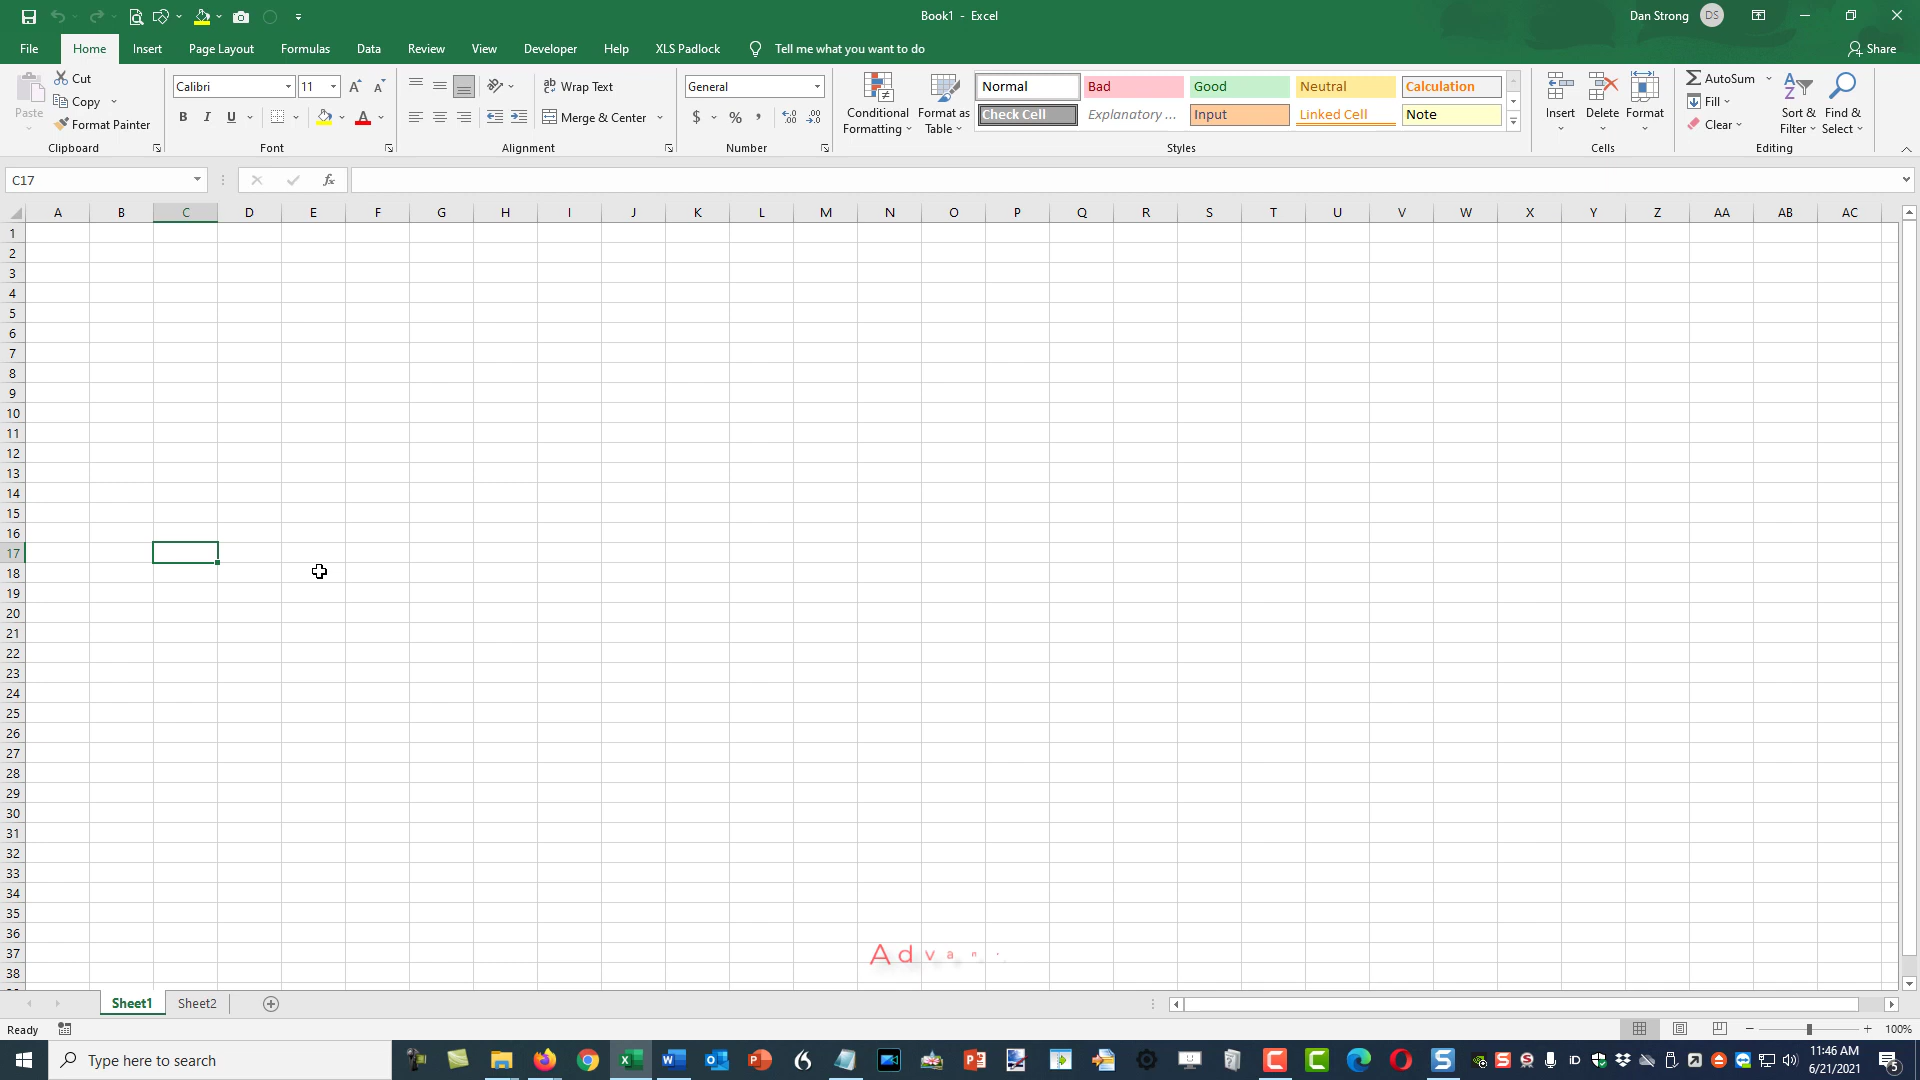 Book1 - Excel
Dan Strong DS
File Home Insert Page Layout Formulas Data Review View Developer Help XLS Padlock Tell me what you want to do Share
Paste
Cut
Copy
Format Painter
Clipboard
Calibri 11
B I U
Font
Wrap Text
Merge & Center
Alignment
General
$ % ,
Number
Conditional Formatting
Format as Table
Normal Bad Good Neutral Calculation
Check Cell Explanatory ... Input Linked Cell Note
Styles
Insert Delete Format
Cells
AutoSum
Fill
Clear
Sort & Filter
Find & Select
Editing
C17 fx
A B C D E F G H I J K L M N O P Q R S T U V W X Y Z AA AB AC
1
2
3
4
5
6
7
8
9
10
11
12
13
14
15
16
17
18
19
20
21
22
23
24
25
26
27
28
29
30
31
32
33
34
35
36
37
38
Advan
Sheet1 Sheet2
Ready 100%
Type here to search
11:46 AM
6/21/2021
5